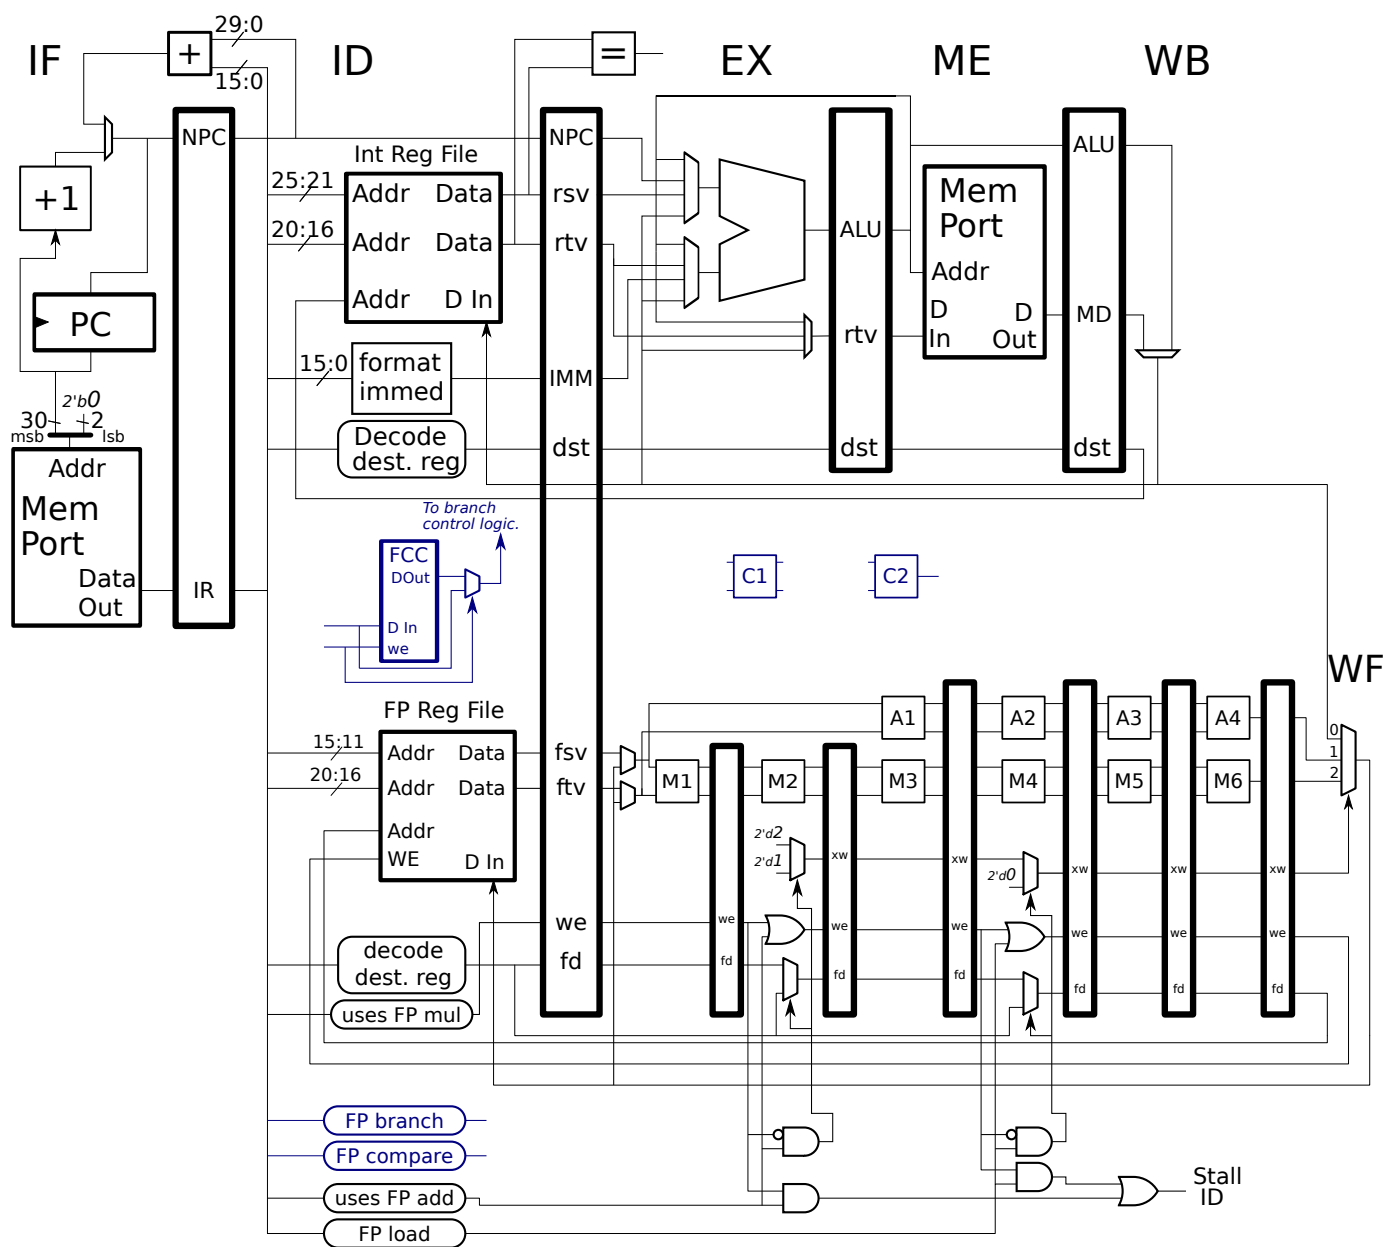 IF
ID
EX
ME
WB
29:0
15:0
+
=
NPC
+1
PC
2'b0
30
2
msb
lsb
Addr
Mem
Port
Data
Out
IR
Int Reg File
25:21
Addr
Data
20:16
Addr
Data
Addr
D In
15:0
format
immed
Decode
dest. reg
NPC
rsv
rtv
IMM
dst
ALU
rtv
dst
Mem
Port
Addr
D
In
D
Out
ALU
MD
dst
To branch
control logic.
FCC
DOut
D In
we
C1
C2
WF
FP Reg File
15:11
Addr
Data
20:16
Addr
Data
Addr
WE
D In
fsv
ftv
we
fd
A1
A2
A3
A4
M1
M2
M3
M4
M5
M6
0
1
2
2'd2
2'd1
2'd0
xw
xw
xw
xw
xw
we
we
we
we
we
we
fd
fd
fd
fd
fd
fd
decode
dest. reg
uses FP mul
FP branch
FP compare
uses FP add
FP load
Stall
ID